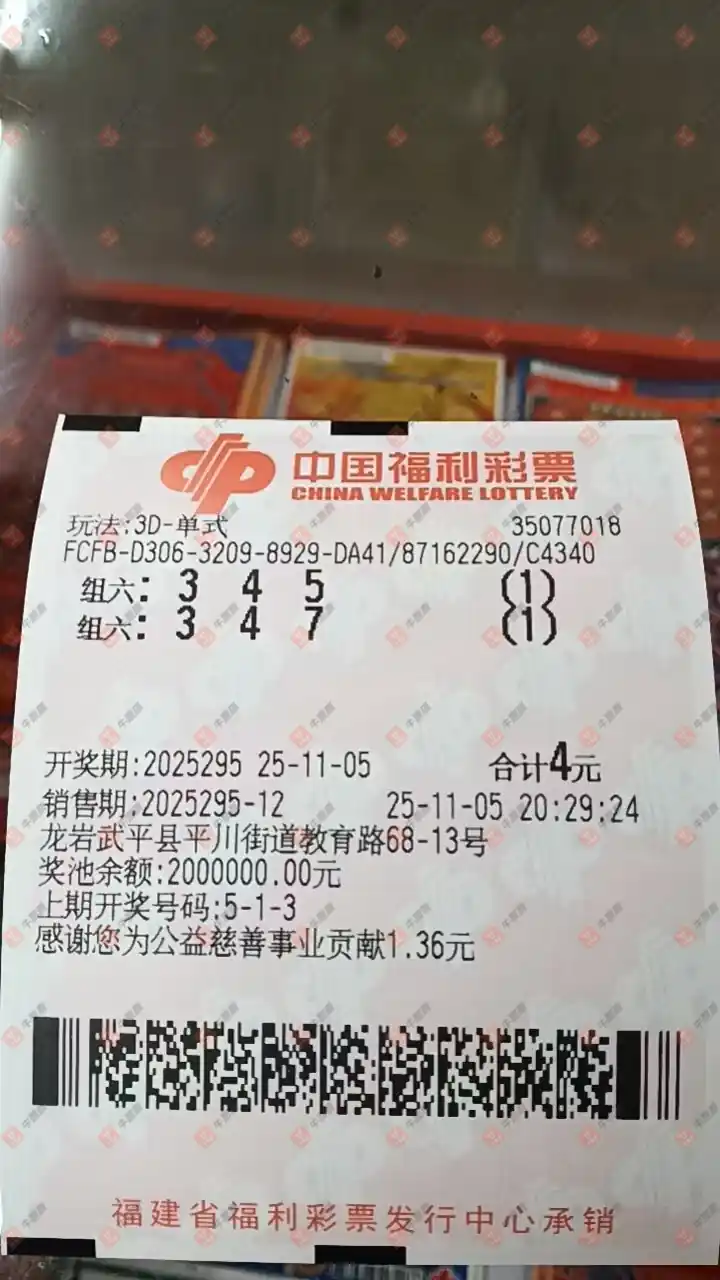 中国福利彩票
CHINA WELFARE LOTTERY
玩法:3D-单式 35077018
FCFB-D306-3209-8929-DA41/87162290/C4340
组六: 3 4 5 (1)
组六: 3 4 7 (1)
开奖期:2025295 25-11-05 合计4元
销售期:2025295-12 25-11-05 20:29:24
龙岩武平县平川街道教育路68-13号
奖池余额:2000000.00元
上期开奖号码:5-1-3
感谢您为公益慈善事业贡献1.36元
福建省福利彩票发行中心承销